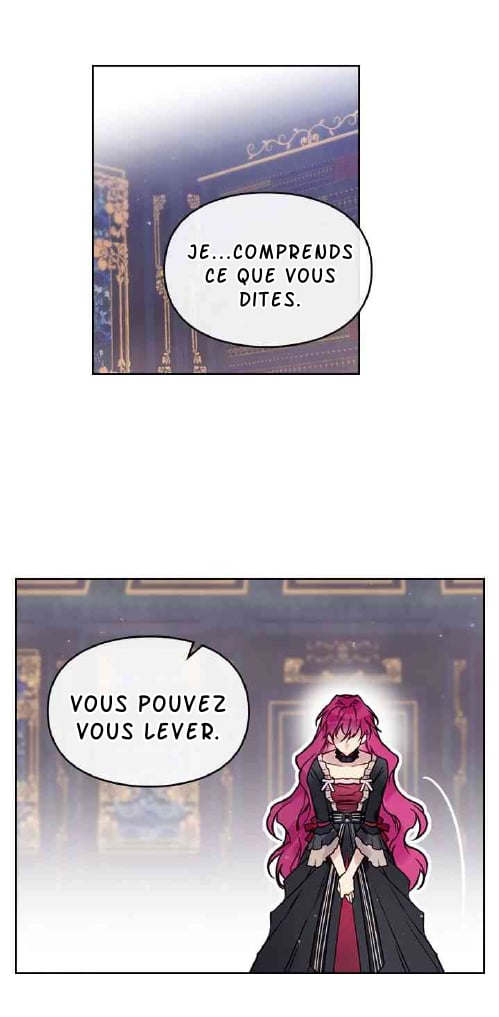 JE...COMPRENDS
CE QUE VOUS
DITES.
VOUS POUVEZ
VOUS LEVER.